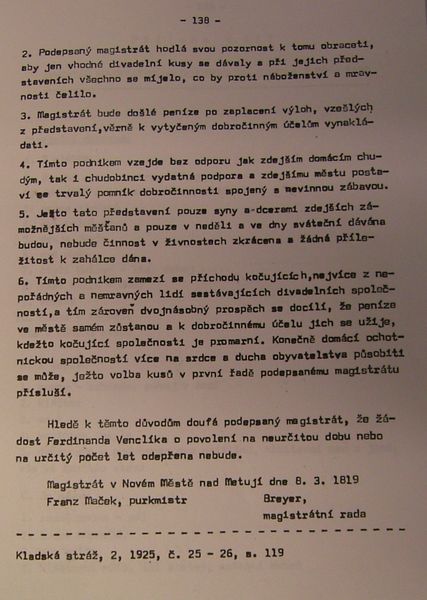 - 138 -
2. Podepsaný magistrát hodlá svou pozornost k tomu obraceti,
aby jen vhodné divadelní kusy se dávaly a při jejich před-
staveních všechno se míjelo, co by proti náboženství a mrav-
nosti čelilo.
3. Magistrát bude došlé peníze po zaplacení výloh, vzešlých
z představení,věrně k vytyčeným dobročinným účelům vynaklá-
dati.
4. Tímto podnikem vzejde bez odporu jak zdejším domácím chu-
dým, tak i chudobinci vydatná podpora a zdejšímu městu posta-
ví se trvalý pomník dobročinnosti spojený s nevinnou zábavou.
5. Ježto tato představení pouze syny a dcerami zdejších zá-
možnějších měšťanů a pouze v neděli a ve dny sváteční dávána
budou, nebude činnost v živnostech zkrácena a žádná příle-
žitost k zahálce dána.
6. Tímto podnikem zamezí se příchodu kočujících,nejvíce z ne-
pořádných a nemravných lidí sestávajících divadelních společ-
ností,a tím zároveň dvojnásobný prospěch se docílí, že peníze
ve městě samém zůstanou a k dobročinnému účelu jich se užije,
kdežto kočující společnosti je promarní. Konečně domácí ochot-
nickou společností více na srdce a ducha obyvatelstva působiti
se může, ježto volba kusů v první řadě podepsanému magistrátu
přísluší.
Hledě k těmto důvodům doufá podepsaný magistrát, že žá-
dost Ferdinanda Venclíka o povolení na neurčitou dobu nebo
na určitý počet let odepřena nebude.
Magistrát v Novém Městě nad Metují dne 8. 3. 1819
Franz Maček, purkmistr Breyer,
magistrátní rada
Kladská stráž, 2, 1925, č. 25 - 26, s. 119